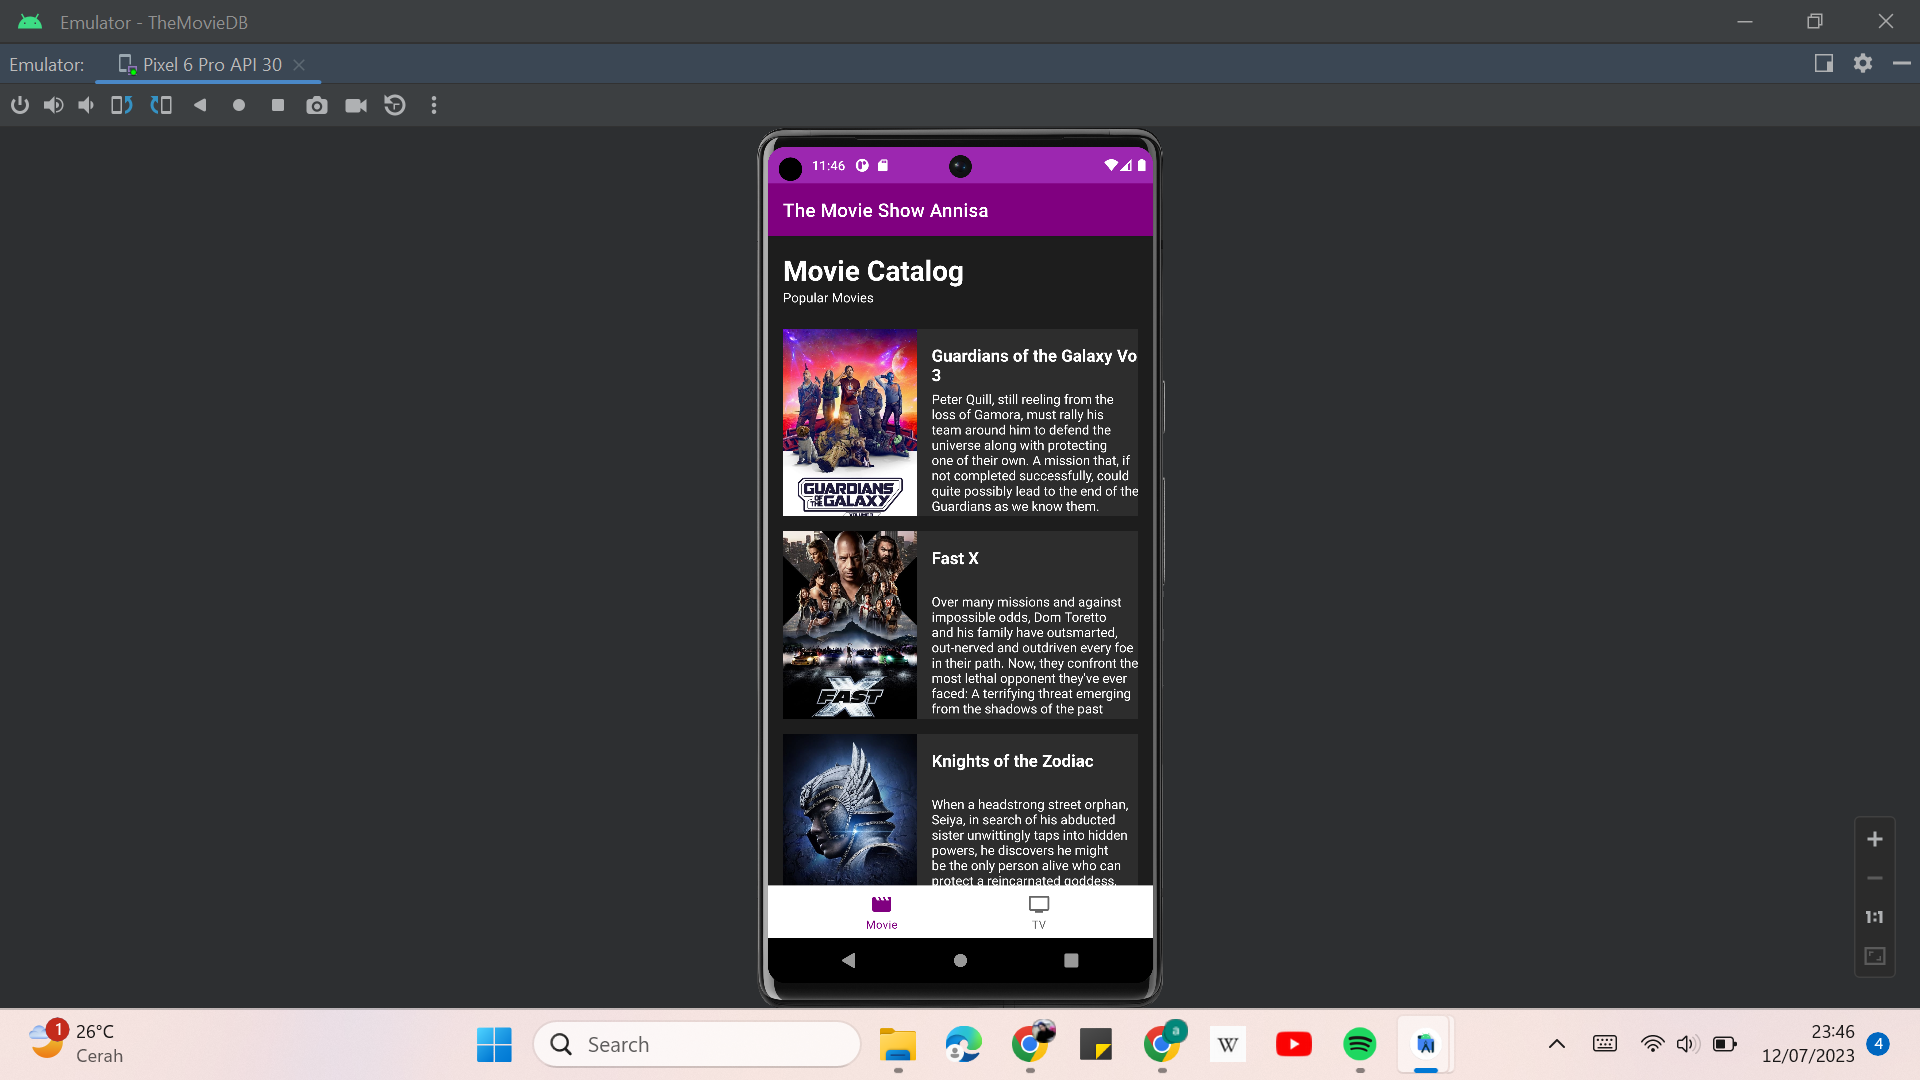 Emulator - TheMovieDB
Emulator:
Pixel 6 Pro API 30
11:46
The Movie Show Annisa
Movie Catalog
Popular Movies
Guardians of the Galaxy Vo
3
Peter Quill, still reeling from the
loss of Gamora, must rally his
team around him to defend the
universe along with protecting
one of their own. A mission that, if
not completed successfully, could
quite possibly lead to the end of the
Guardians as we know them.
GUARDIANS
OF THE GALAXY
Fast X
Over many missions and against
impossible odds, Dom Toretto
and his family have outsmarted,
out-nerved and outdriven every foe
in their path. Now, they confront the
most lethal opponent they've ever
faced: A terrifying threat emerging
from the shadows of the past
FAST X
Knights of the Zodiac
When a headstrong street orphan,
Seiya, in search of his abducted
sister unwittingly taps into hidden
powers, he discovers he might
be the only person alive who can
protect a reincarnated goddess,
Movie
TV
1:1
1
26°C
Cerah
Search
a
W
AI
23:46
12/07/2023
4